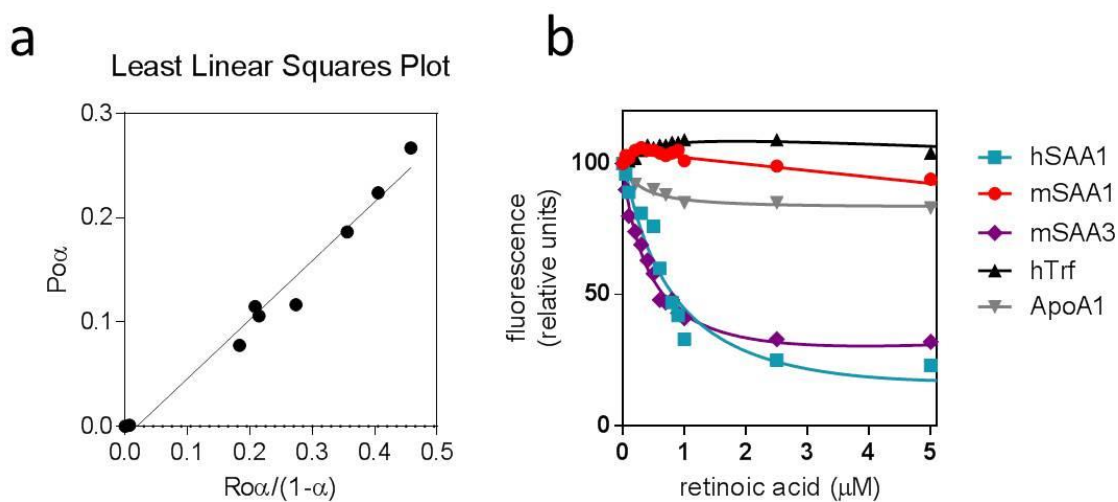 a
Least Linear Squares Plot
Poα
0.3
0.2
0.1
0.0
0.0 0.1 0.2 0.3 0.4 0.5
Roα/(1-α)
b
fluorescence
(relative units)
100
50
0
0 1 2 3 4 5
retinoic acid (μM)
hSAA1
mSAA1
mSAA3
hTrf
ApoA1